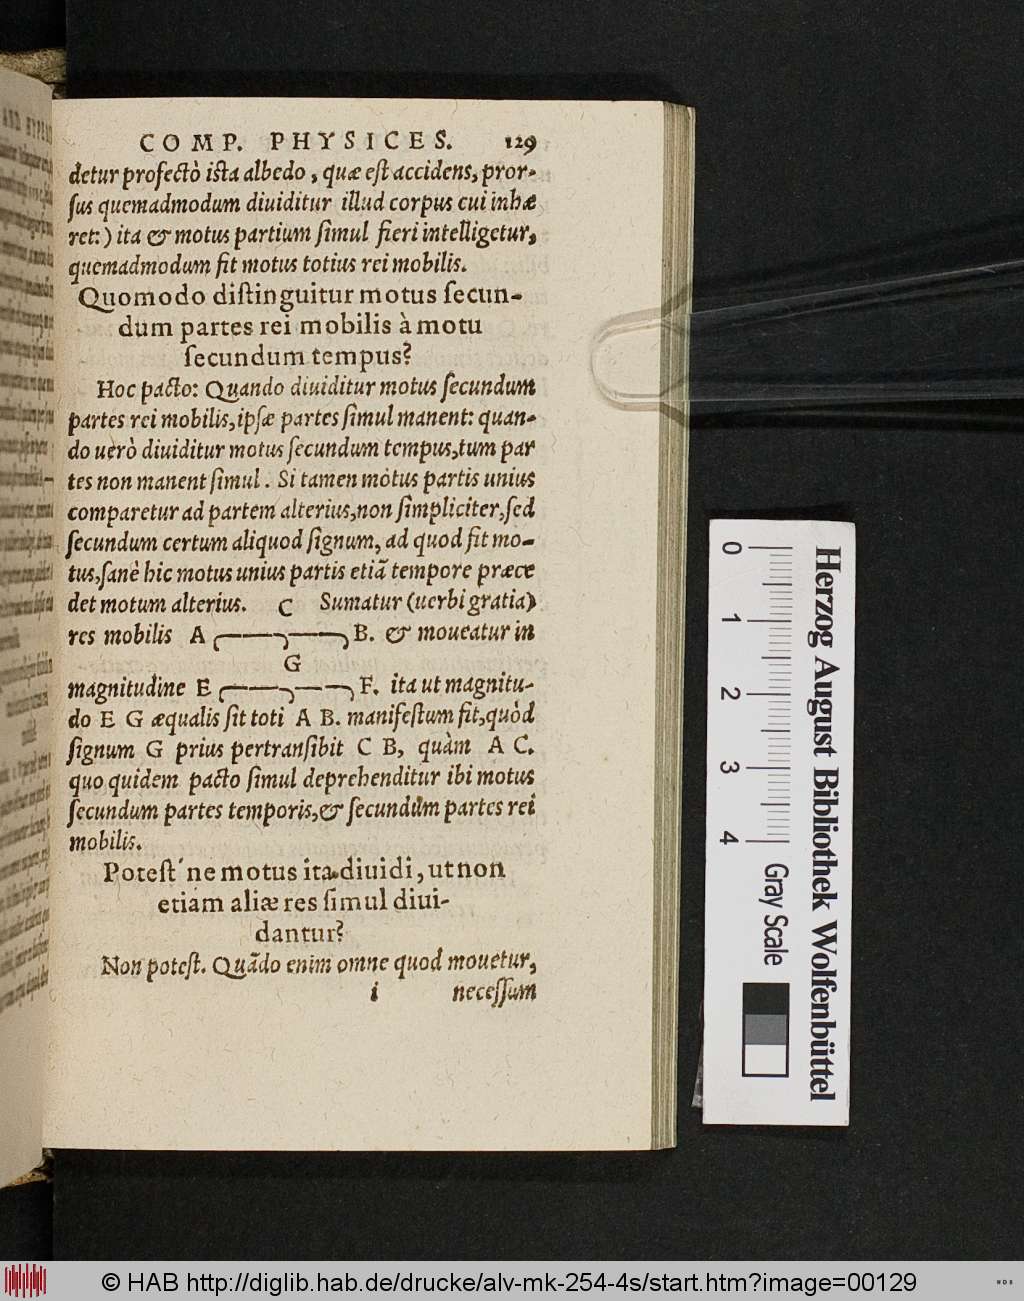 COMP. PHYSICES. 129
detur profectò ista albedo, quæ est accidens, pror-
sus quemadmodum diuiditur illud corpus cui inhæ
ret:) ita & motus partium simul fieri intelligetur,
quemadmodum fit motus totius rei mobilis.
Quomodo distinguitur motus secun-
dum partes rei mobilis à motu
secundum tempus?
Hoc pacto: Quando diuiditur motus secundum
partes rei mobilis, ipsæ partes simul manent: quan-
do uerò diuiditur motus secundum tempus, tum par
tes non manent simul. Si tamen motus partis unius
comparetur ad partem alterius, non simpliciter, sed
secundum certum aliquod signum, ad quod fit mo-
tus, sanè hic motus unius partis etiã tempore præce
det motum alterius. C Sumatur (uerbi gratia)
res mobilis A B. & moueatur in
G
magnitudine E F. ita ut magnitu-
do E G æqualis sit toti A B. manifestum fit, quòd
signum G prius pertransibit C B, quàm A C.
quo quidem pacto simul deprehenditur ibi motus
secundum partes temporis, & secundum partes rei
mobilis.
Potest'ne motus ita diuidi, ut non
etiam aliæ res simul diui-
dantur?
Non potest. Quãdo enim omne quod mouetur,
i necessum
0 1 2 3 4 Gray Scale
Herzog August Bibliothek Wolfenbüttel
© HAB http://diglib.hab.de/drucke/alv-mk-254-4s/start.htm?image=00129